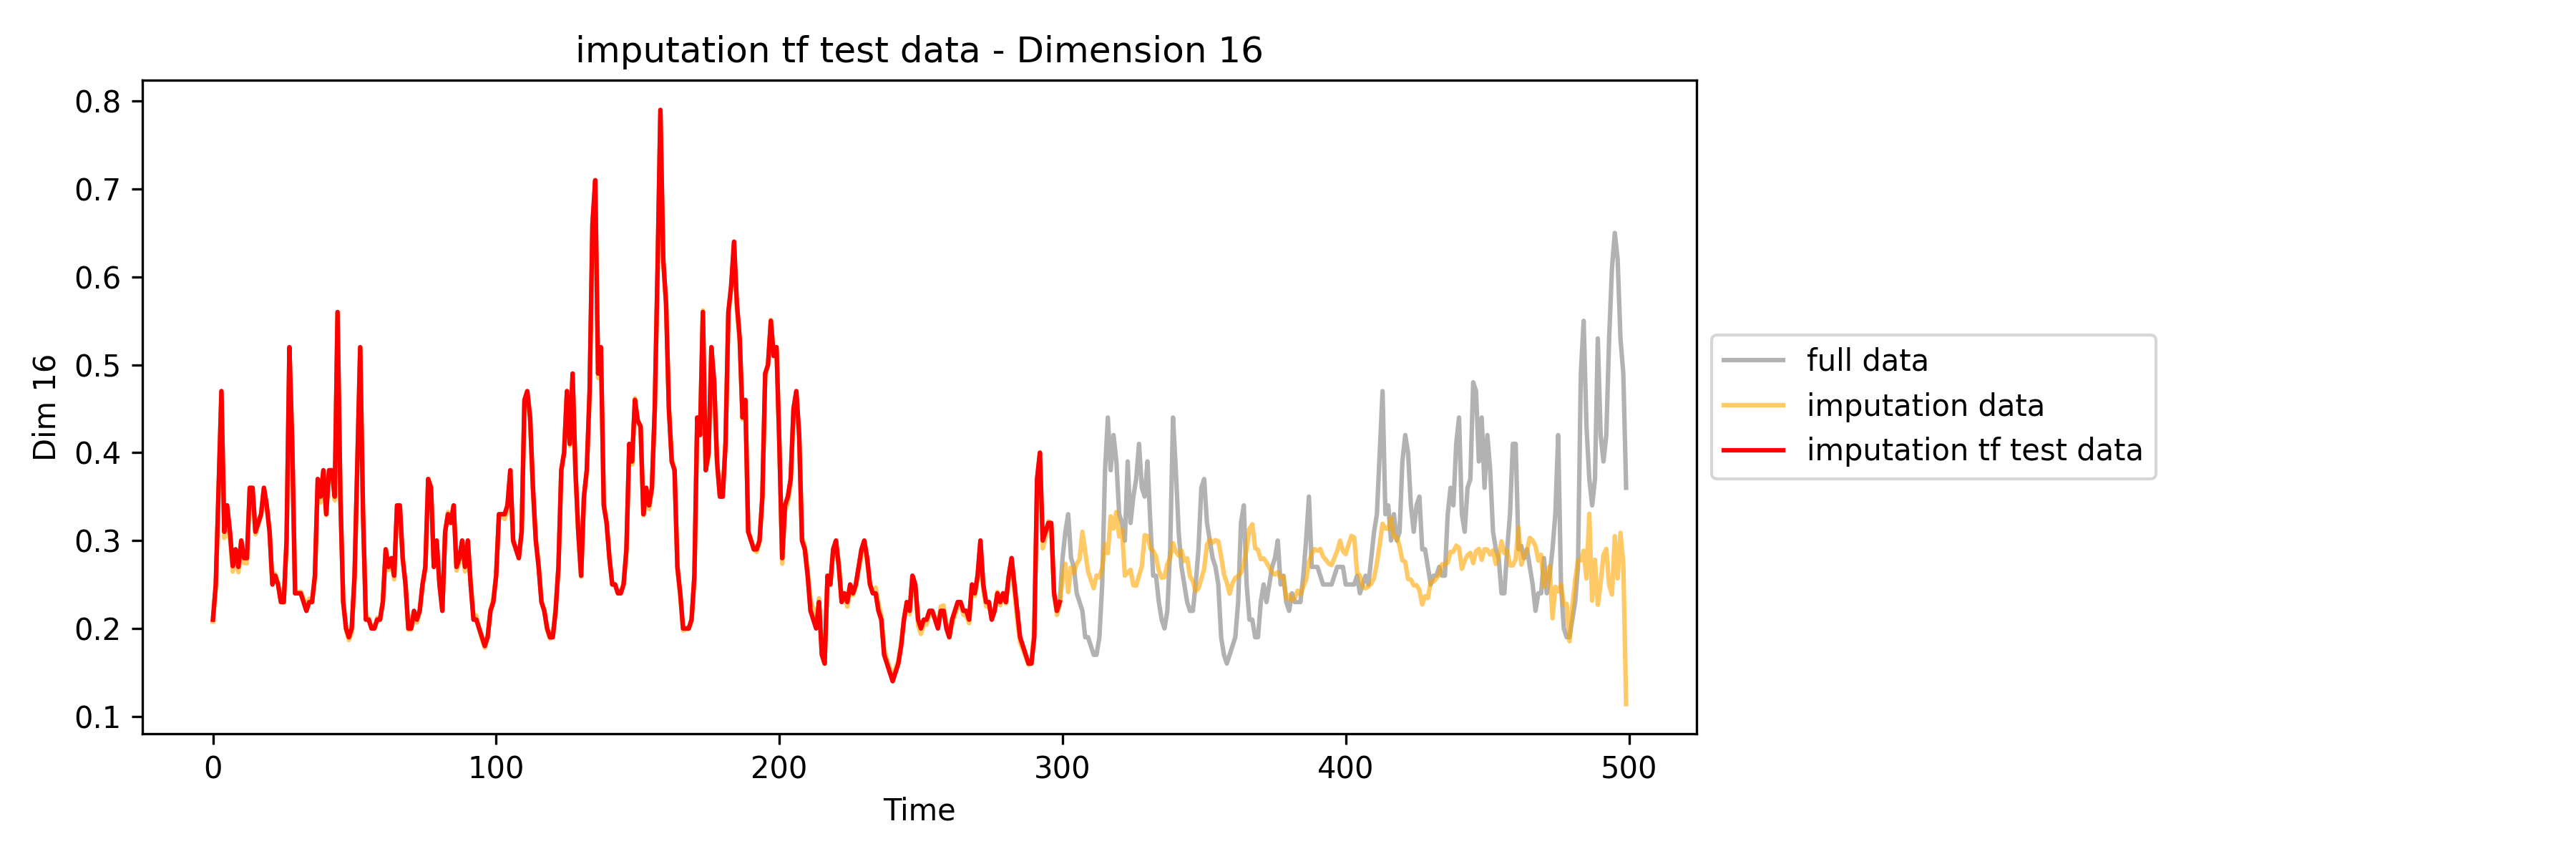 imputation tf test data - Dimension 16
0.8
0.7
0.6
0.5
0.4
0.3
0.2
0.1
Dim 16
0
100
200
300
400
500
Time
full data
imputation data
imputation tf test data